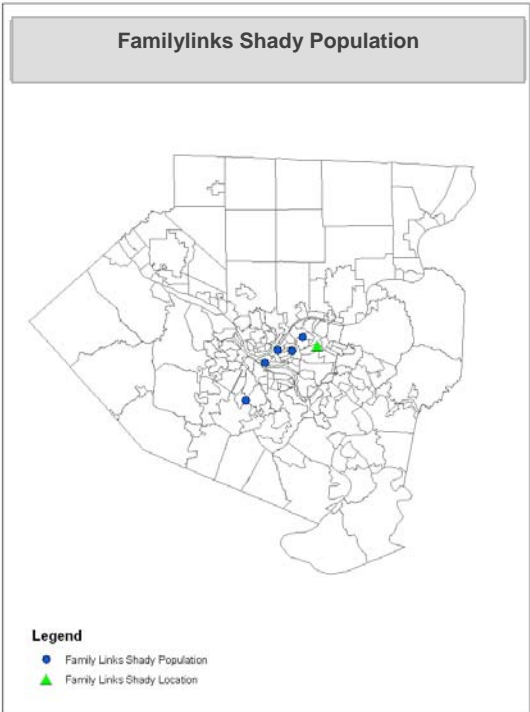 Familylinks Shady Population
Legend
Family Links Shady Population
Family Links Shady Location